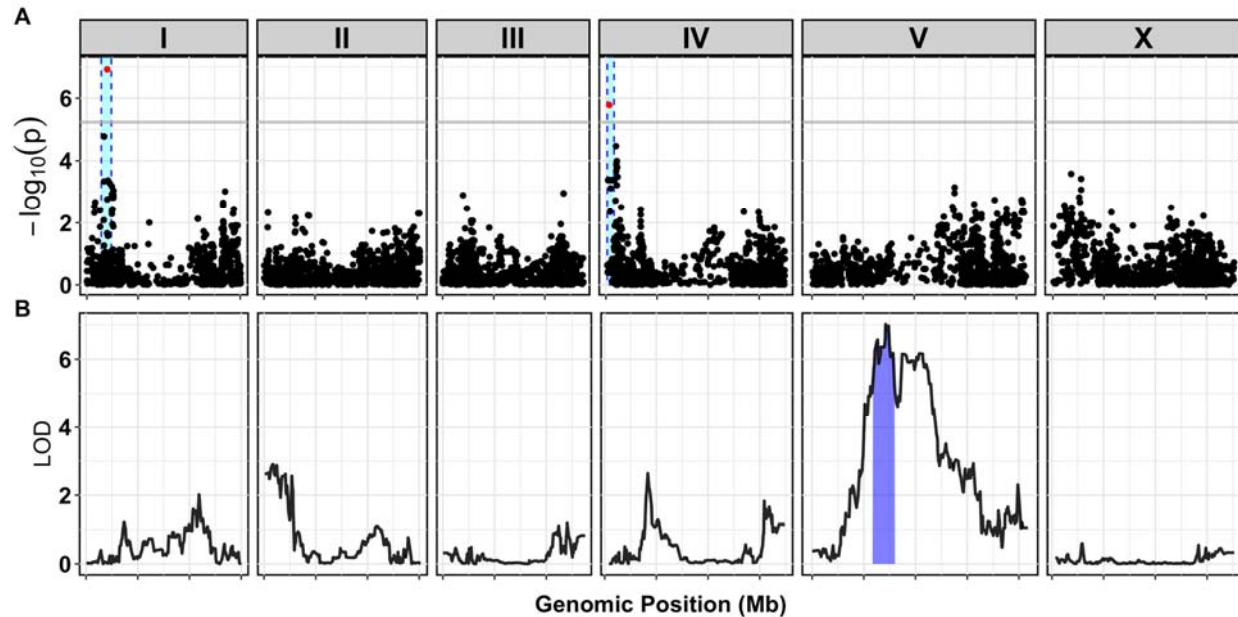 A
I II III IV V X
−log10(p)
6
4
2
0
B
LOD
6
4
2
0
Genomic Position (Mb)